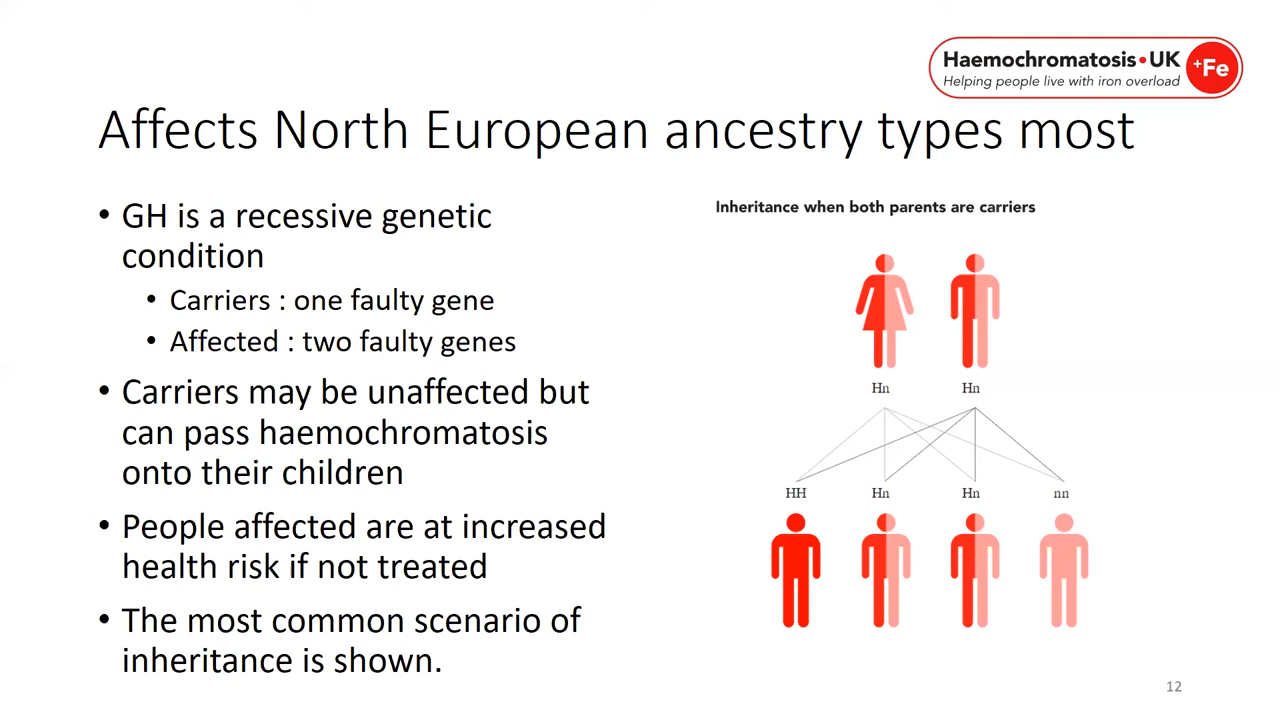 Haemochromatosis•UK
Helping people live with iron overload
+Fe
Affects North European ancestry types most
• GH is a recessive genetic
condition
• Carriers : one faulty gene
• Affected : two faulty genes
• Carriers may be unaffected but
can pass haemochromatosis
onto their children
• People affected are at increased
health risk if not treated
• The most common scenario of
inheritance is shown.
Inheritance when both parents are carriers
Hn Hn
HH Hn Hn nn
12